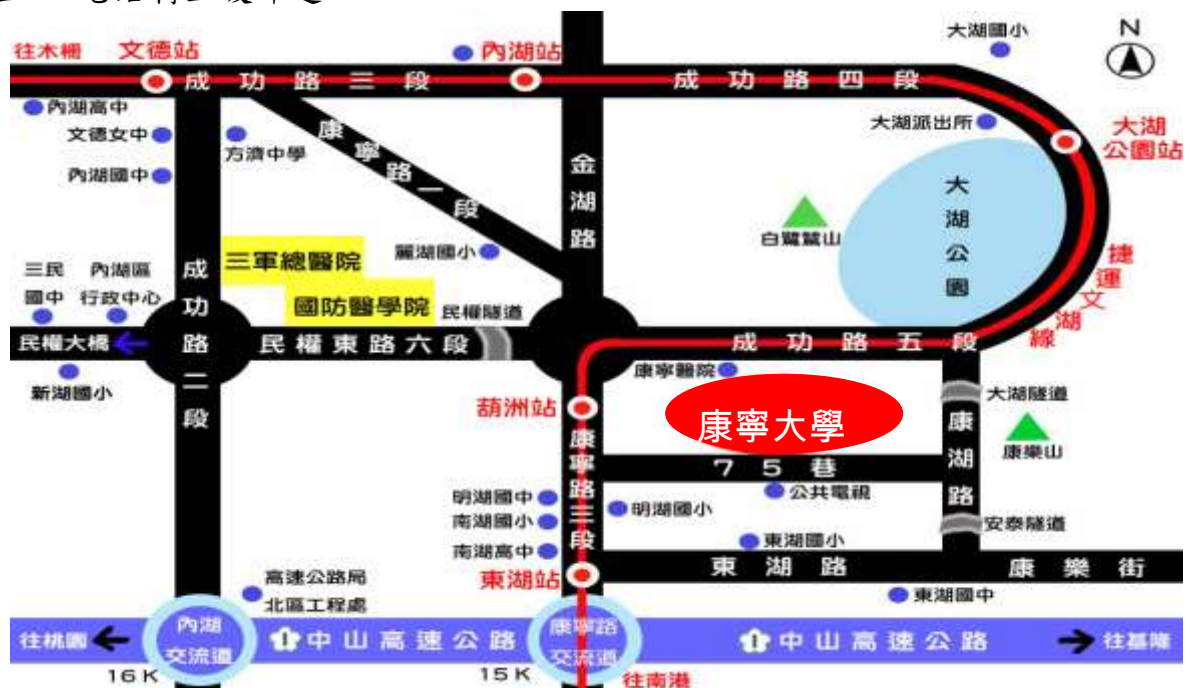 大湖國小
N
往木柵
文德站
內湖站
成功路三段
成功路四段
內湖高中
文德女中
方濟中學
康寧路一段
金湖路
大湖派出所
大湖公園站
內湖國中
大湖公園
白鷺鷥山
三軍總醫院
麗湖國小
捷運文湖線
三民國中
內湖區行政中心
成功路二段
國防醫學院
民權隧道
民權大橋
民權東路六段
成功路五段
新湖國小
康寧醫院
大湖隧道
葫洲站
康寧大學
康湖路
康樂山
75巷
康寧路三段
明湖國中
公共電視
南湖國小
明湖國小
安泰隧道
南湖高中
東湖國小
東湖站
東湖路
康樂街
高速公路局
北區工程處
東湖國中
往桃園
內湖交流道
1中山高速公路
康寧路交流道
1中山高速公路
往基隆
16K
15K
往南港